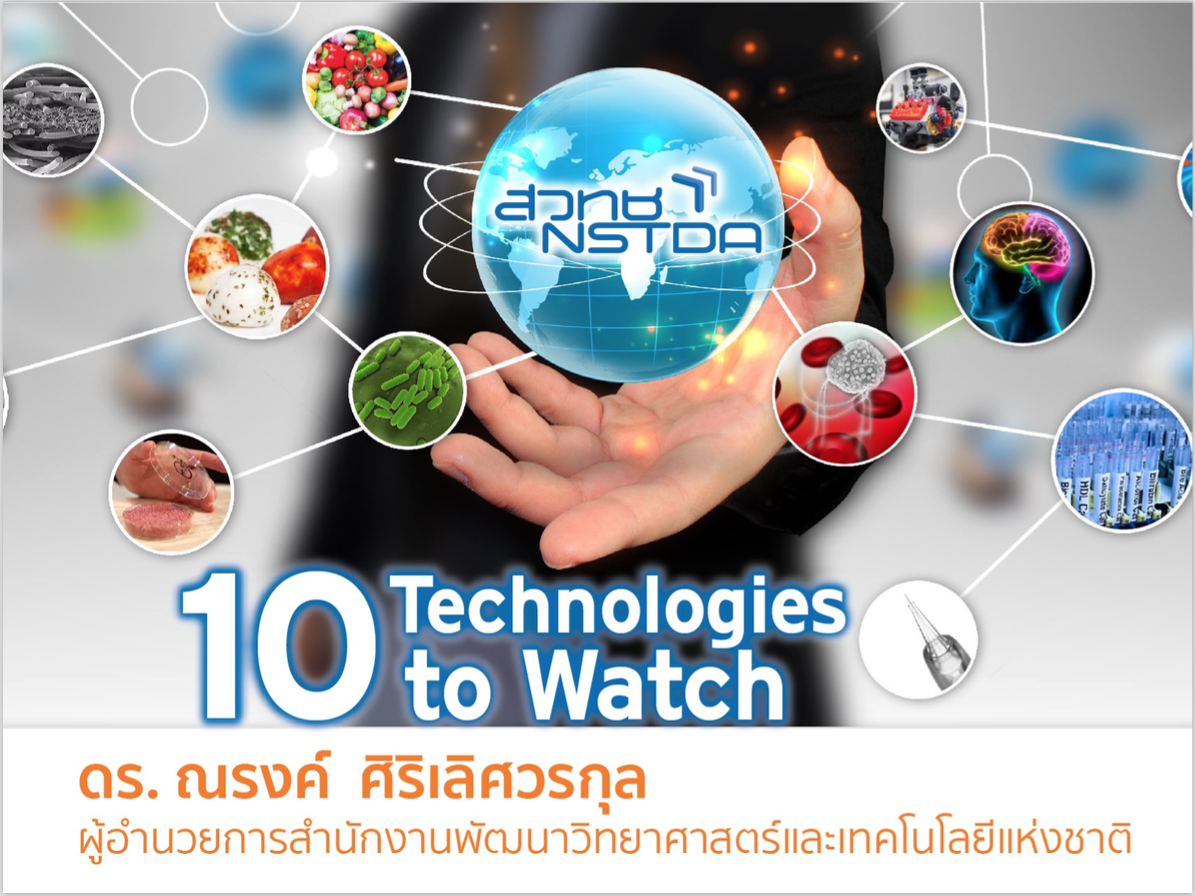 สวทช
NSTDA
10 Technologies
to Watch
ดร. ณรงค์ ศิริเลิศวรกุล
ผู้อำนวยการสำนักงานพัฒนาวิทยาศาสตร์และเทคโนโลยีแห่งชาติ